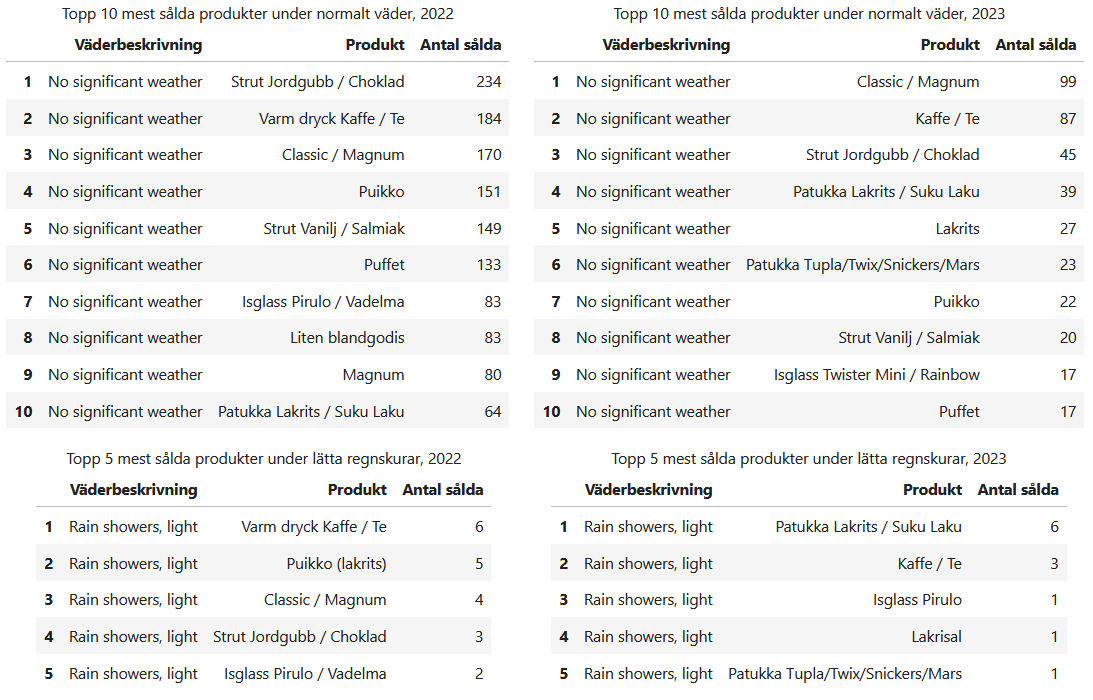 Topp 10 mest sålda produkter under normalt väder, 2022
Väderbeskrivning Produkt Antal sålda
1 No significant weather Strut Jordgubb / Choklad 234
2 No significant weather Varm dryck Kaffe / Te 184
3 No significant weather Classic / Magnum 170
4 No significant weather Puikko 151
5 No significant weather Strut Vanilj / Salmiak 149
6 No significant weather Puffet 133
7 No significant weather Isglass Pirulo / Vadelma 83
8 No significant weather Liten blandgodis 83
9 No significant weather Magnum 80
10 No significant weather Patukka Lakrits / Suku Laku 64
Topp 10 mest sålda produkter under normalt väder, 2023
Väderbeskrivning Produkt Antal sålda
1 No significant weather Classic / Magnum 99
2 No significant weather Kaffe / Te 87
3 No significant weather Strut Jordgubb / Choklad 45
4 No significant weather Patukka Lakrits / Suku Laku 39
5 No significant weather Lakrits 27
6 No significant weather Patukka Tupla/Twix/Snickers/Mars 23
7 No significant weather Puikko 22
8 No significant weather Strut Vanilj / Salmiak 20
9 No significant weather Isglass Twister Mini / Rainbow 17
10 No significant weather Puffet 17
Topp 5 mest sålda produkter under lätta regnskurar, 2022
Väderbeskrivning Produkt Antal sålda
1 Rain showers, light Varm dryck Kaffe / Te 6
2 Rain showers, light Puikko (lakrits) 5
3 Rain showers, light Classic / Magnum 4
4 Rain showers, light Strut Jordgubb / Choklad 3
5 Rain showers, light Isglass Pirulo / Vadelma 2
Topp 5 mest sålda produkter under lätta regnskurar, 2023
Väderbeskrivning Produkt Antal sålda
1 Rain showers, light Patukka Lakrits / Suku Laku 6
2 Rain showers, light Kaffe / Te 3
3 Rain showers, light Isglass Pirulo 1
4 Rain showers, light Lakrisal 1
5 Rain showers, light Patukka Tupla/Twix/Snickers/Mars 1